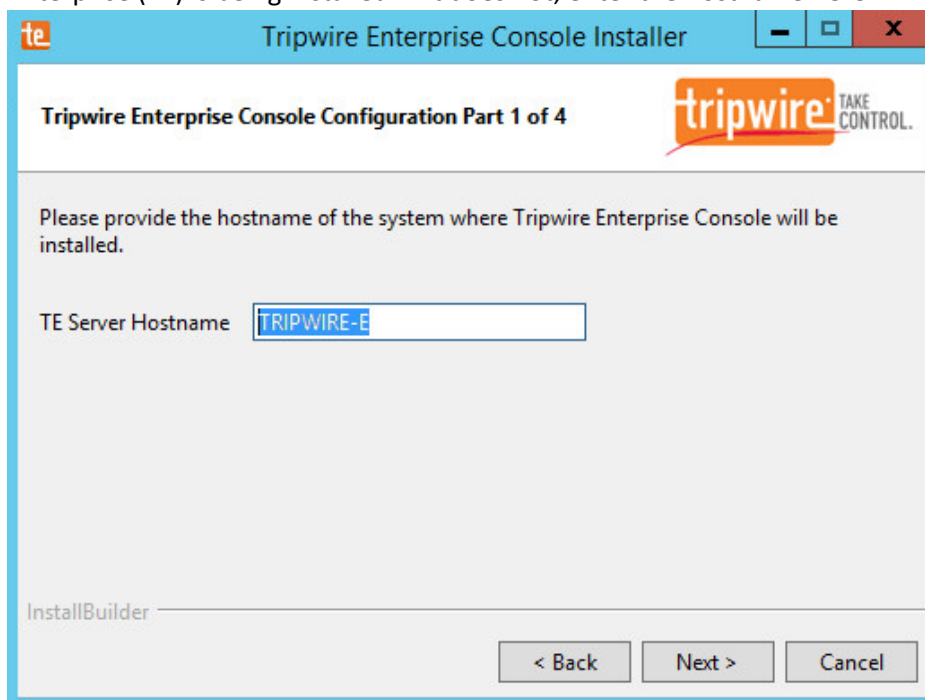 te Tripwire Enterprise Console Installer
Tripwire Enterprise Console Configuration Part 1 of 4
tripwire TAKE CONTROL.
Please provide the hostname of the system where Tripwire Enterprise Console will be
installed.
TE Server Hostname TRIPWIRE-E
InstallBuilder
< Back Next > Cancel